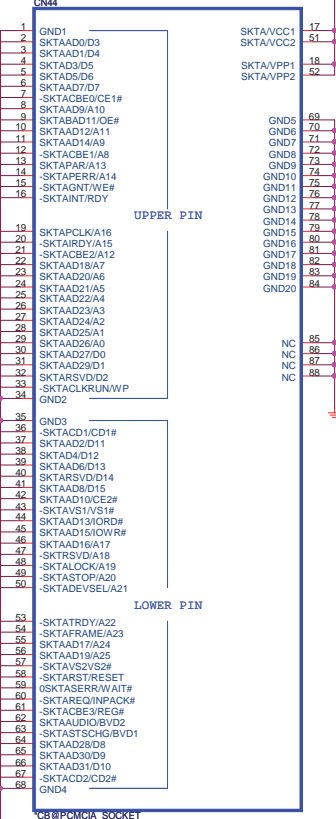 CN44
1 GND1
2 SKTAAD0/D3
3 SKTAAD1/D4
4 SKTAD3/D5
5 SKTAD5/D6
6 SKTAAD7/D7
7 -SKTACBE0/CE1#
8 SKTAAD9/A10
9 SKTABAD11/OE#
10 SKTAAD12/A11
11 SKTAAD14/A9
12 -SKTACBE1/A8
13 SKTAPAR/A13
14 -SKTAPERR/A14
15 -SKTAGNT/WE#
16 -SKTAINT/RDY
UPPER PIN
19 SKTAPCLK/A16
20 -SKTAIRDY/A15
21 -SKTACBE2/A12
22 SKTAAD18/A7
23 SKTAAD20/A6
24 SKTAAD21/A5
25 SKTAAD22/A4
26 SKTAAD23/A3
27 SKTAAD24/A2
28 SKTAAD25/A1
29 SKTAAD26/A0
30 SKTAAD27/D0
31 SKTAAD29/D1
32 SKTARSVD/D2
33 -SKTACLKRUN/WP
34 GND2
35 GND3
36 -SKTACD1/CD1#
37 SKTAAD2/D11
38 SKTAD4/D12
39 SKTAAD6/D13
40 SKTARSVD/D14
41 SKTAAD8/D15
42 SKTAAD10/CE2#
43 -SKTAVS1/VS1#
44 SKTAAD13/IORD#
45 SKTAAD15/IOWR#
46 SKTAAD16/A17
47 -SKTRSVD/A18
48 -SKTALOCK/A19
49 -SKTASTOP/A20
50 -SKTADEVSEL/A21
LOWER PIN
53 -SKTATRDY/A22
54 -SKTAFRAME/A23
55 SKTAAD17/A24
56 SKTAAD19/A25
57 -SKTAVS2VS2#
58 -SKTARST/RESET
59 0SKTASERR/WAIT#
60 -SKTAREQ/INPACK#
61 -SKTACBE3/REG#
62 SKTAAUDIO/BVD2
63 -SKTASTSCHG/BVD1
64 SKTAAD28/D8
65 SKTAAD30/D9
66 SKTAAD31/D10
67 -SKTACD2/CD2#
68 GND4
SKTA/VCC1 17
SKTA/VCC2 51
SKTA/VPP1 18
SKTA/VPP2 52
GND5 69
GND6 70
GND7 71
GND8 72
GND9 73
GND10 74
GND11 75
GND12 76
GND13 77
GND14 78
GND15 79
GND16 80
GND17 81
GND18 82
GND19 83
GND20 84
NC 85
NC 86
NC 87
NC 88
*CB@PCMCIA_SOCKET